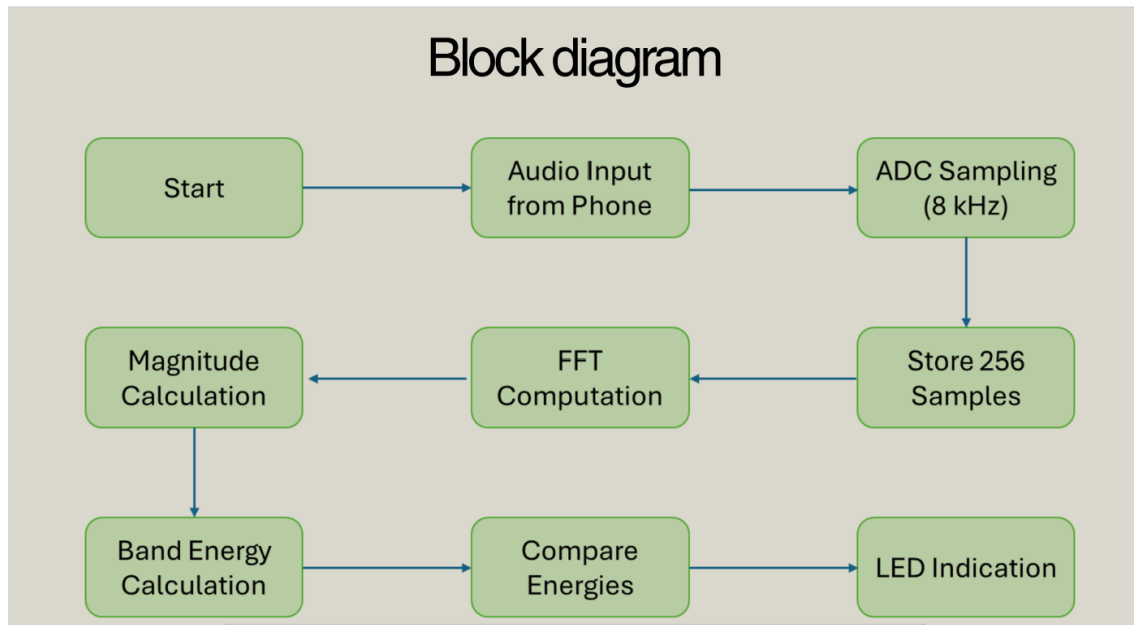 Block diagram
Start
Audio Input
from Phone
ADC Sampling
(8 kHz)
Store 256
Samples
FFT
Computation
Magnitude
Calculation
Band Energy
Calculation
Compare
Energies
LED Indication